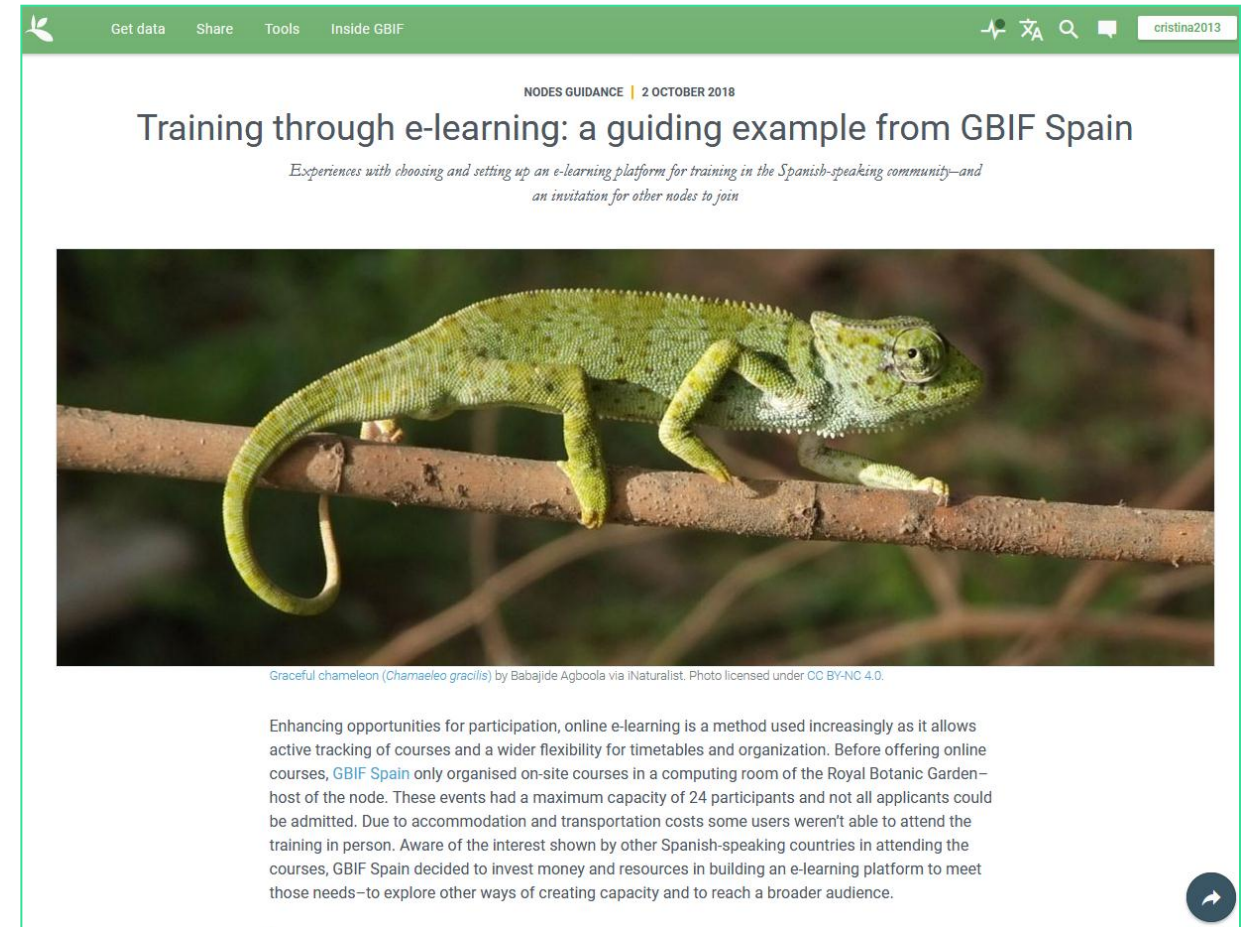 Get data Share Tools Inside GBIF cristina2013
NODES GUIDANCE | 2 OCTOBER 2018
Training through e-learning: a guiding example from GBIF Spain
Experiences with choosing and setting up an e-learning platform for training in the Spanish-speaking community–and
an invitation for other nodes to join
Graceful chameleon (Chamaeleo gracilis) by Babajide Agboola via iNaturalist. Photo licensed under CC BY-NC 4.0.
Enhancing opportunities for participation, online e-learning is a method used increasingly as it allows
active tracking of courses and a wider flexibility for timetables and organization. Before offering online
courses, GBIF Spain only organised on-site courses in a computing room of the Royal Botanic Garden–
host of the node. These events had a maximum capacity of 24 participants and not all applicants could
be admitted. Due to accommodation and transportation costs some users weren't able to attend the
training in person. Aware of the interest shown by other Spanish-speaking countries in attending the
courses, GBIF Spain decided to invest money and resources in building an e-learning platform to meet
those needs–to explore other ways of creating capacity and to reach a broader audience.